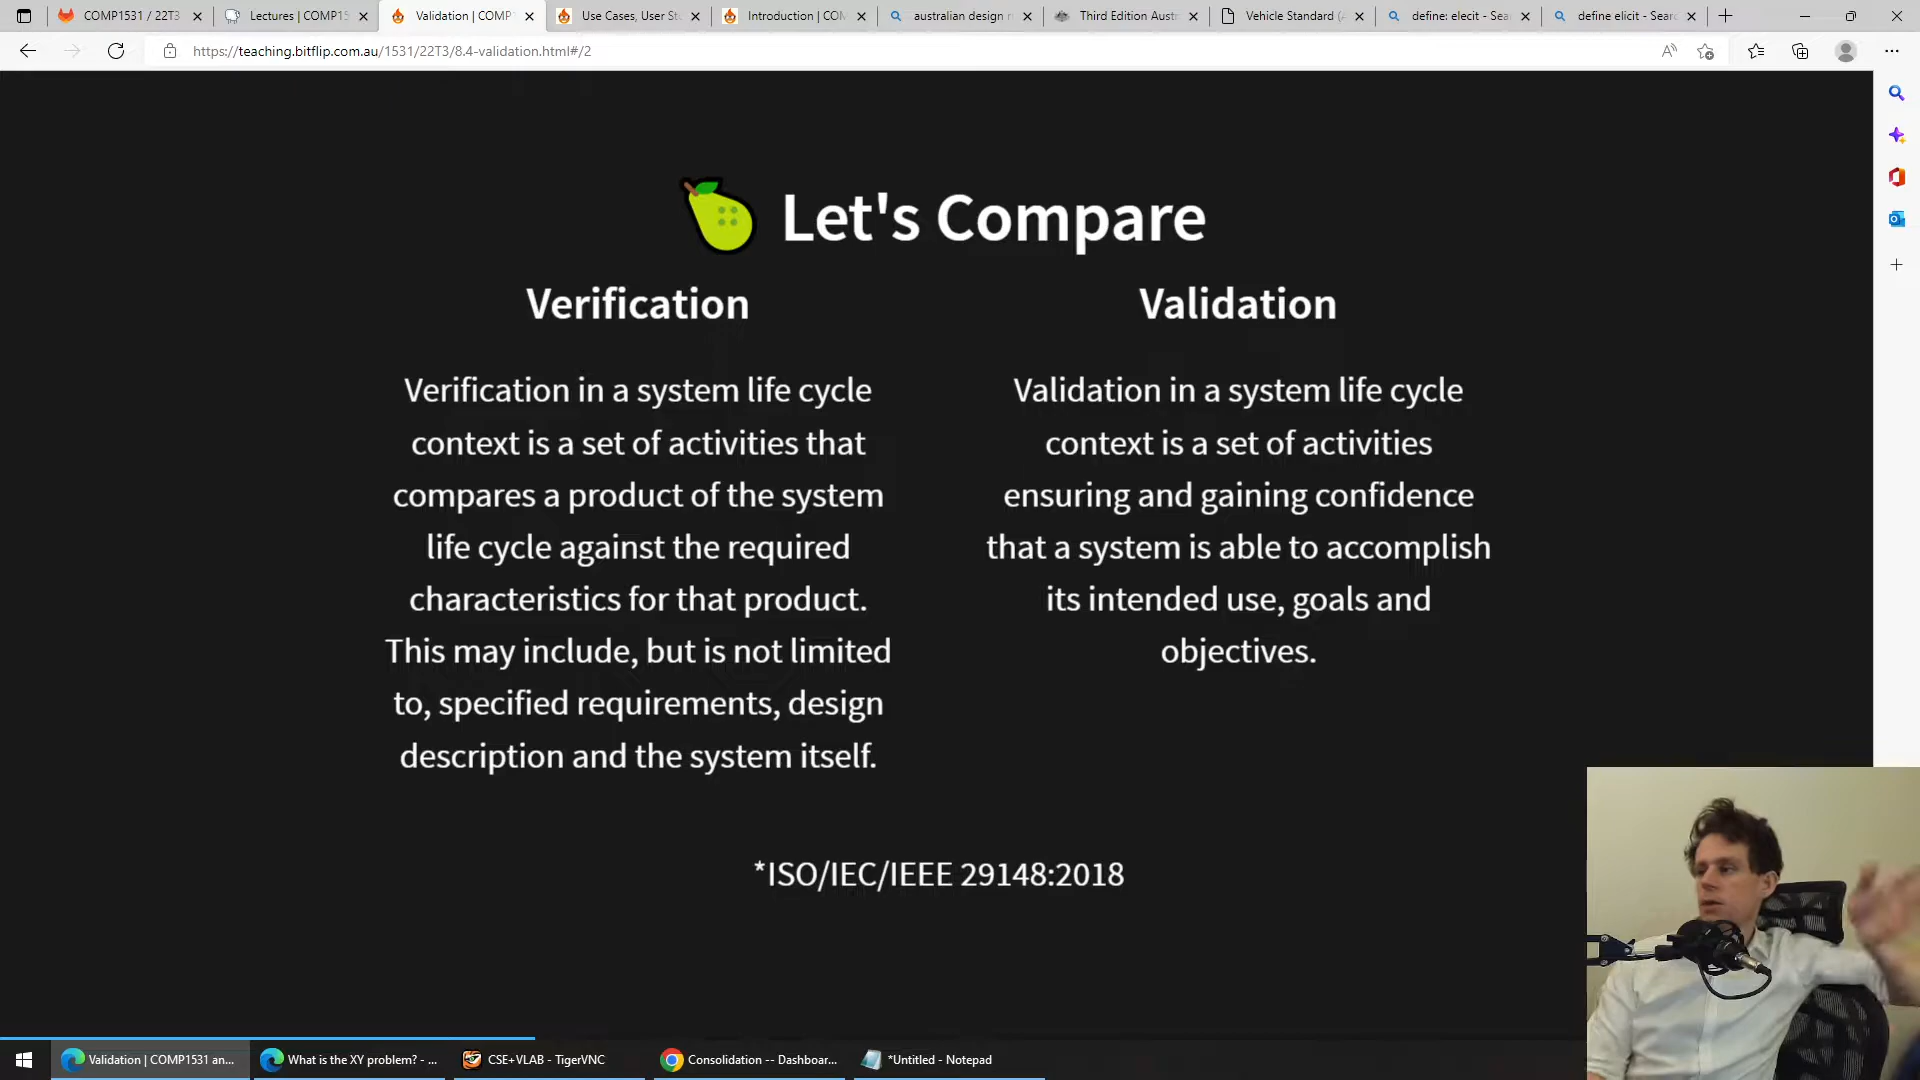 COMP1531 / 22T3
Lectures | COMP15
Validation | COMP1
Use Cases, User Sto
Introduction | COM
australian design r
Third Edition Austr
Vehicle Standard (A
define: elecit - Sear
define elicit - Search
https://teaching.bitflip.com.au/1531/22T3/8.4-validation.html#/2
Let's Compare
Verification
Verification in a system life cycle
context is a set of activities that
compares a product of the system
life cycle against the required
characteristics for that product.
This may include, but is not limited
to, specified requirements, design
description and the system itself.
Validation
Validation in a system life cycle
context is a set of activities
ensuring and gaining confidence
that a system is able to accomplish
its intended use, goals and
objectives.
*ISO/IEC/IEEE 29148:2018
Validation | COMP1531 an...
What is the XY problem? - ...
CSE+VLAB - TigerVNC
Consolidation -- Dashboar...
*Untitled - Notepad